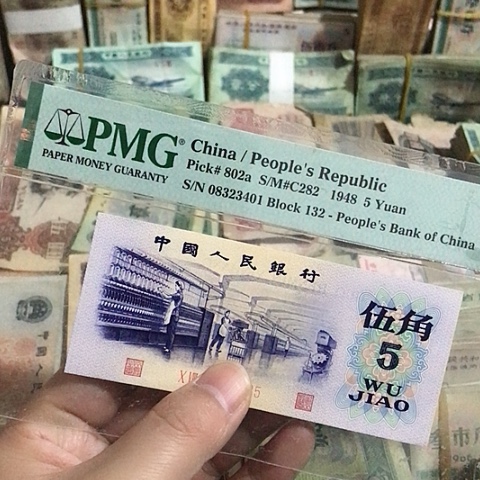 PMG®
PAPER MONEY GUARANTY
China / People's Republic
Pick# 802a S/M#C282 1948 5 Yuan
S/N 08323401 Block 132 - People's Bank of China
中國人民銀行
伍角
5
WU
JIAO